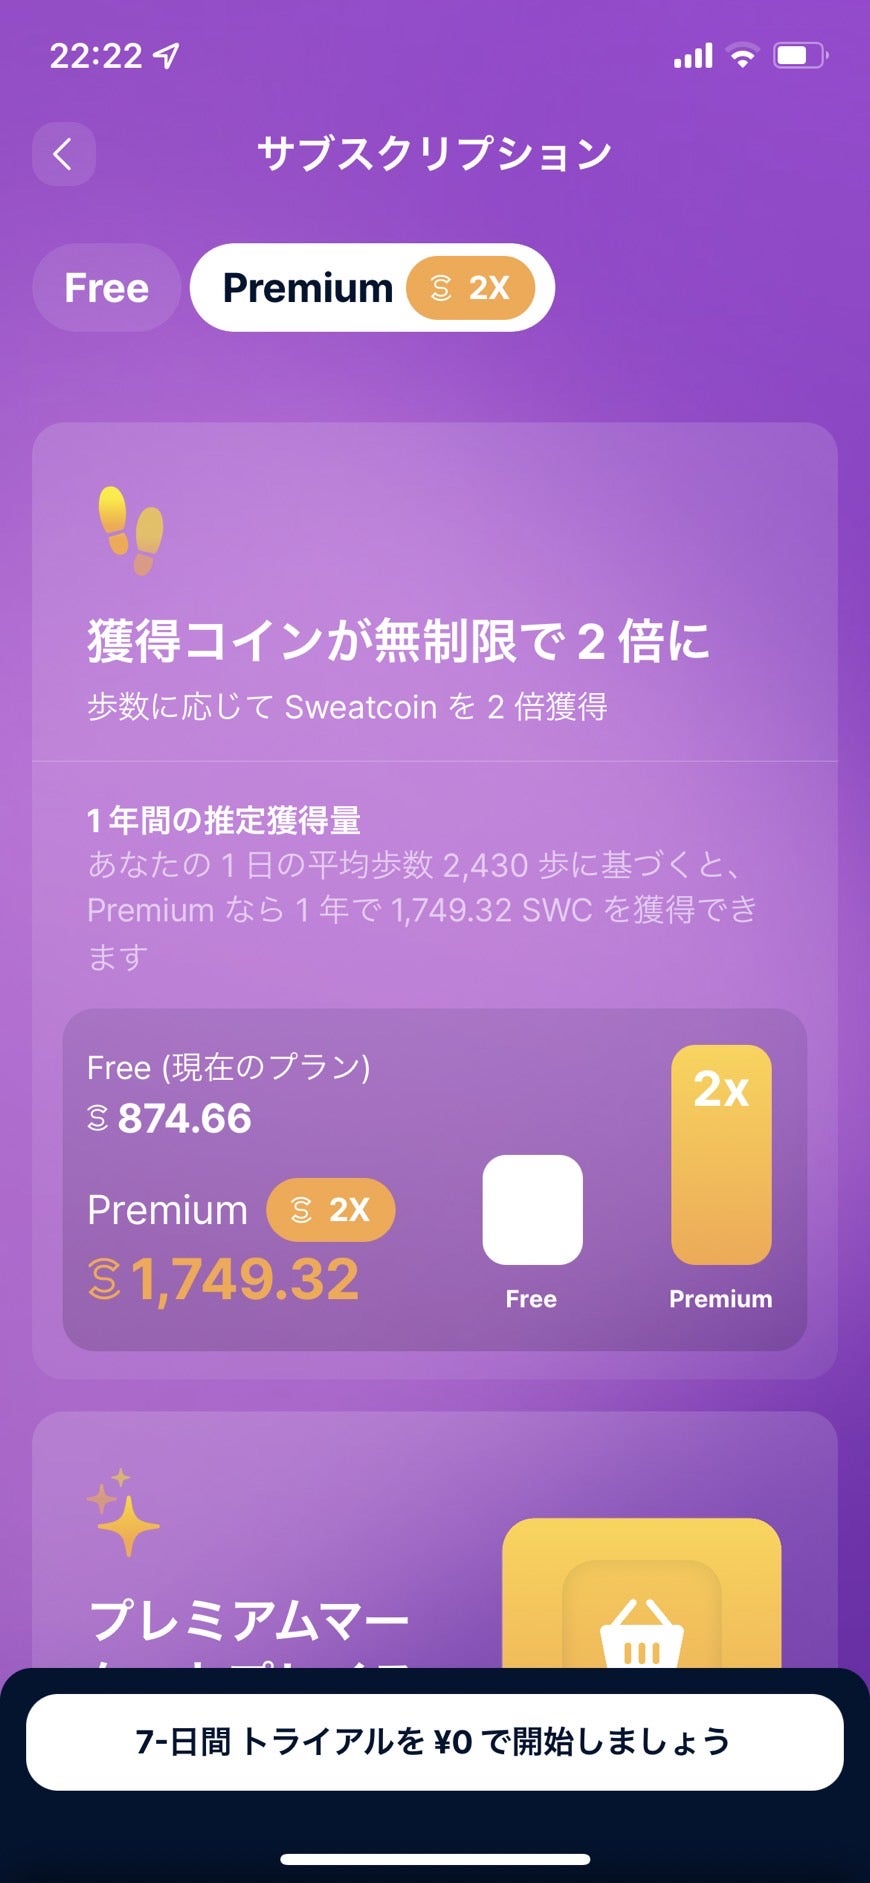 22:22
サブスクリプション
Free
Premium 2X
獲得コインが無制限で 2 倍に
歩数に応じて Sweatcoin を 2 倍獲得
1 年間の推定獲得量
あなたの 1 日の平均歩数 2,430 歩に基づくと、
Premium なら 1 年で 1,749.32 SWC を獲得でき
ます
Free (現在のプラン)
874.66
Premium 2X
1,749.32
2x
Free
Premium
プレミアムマー
7-日間 トライアルを ¥0 で開始しましょう